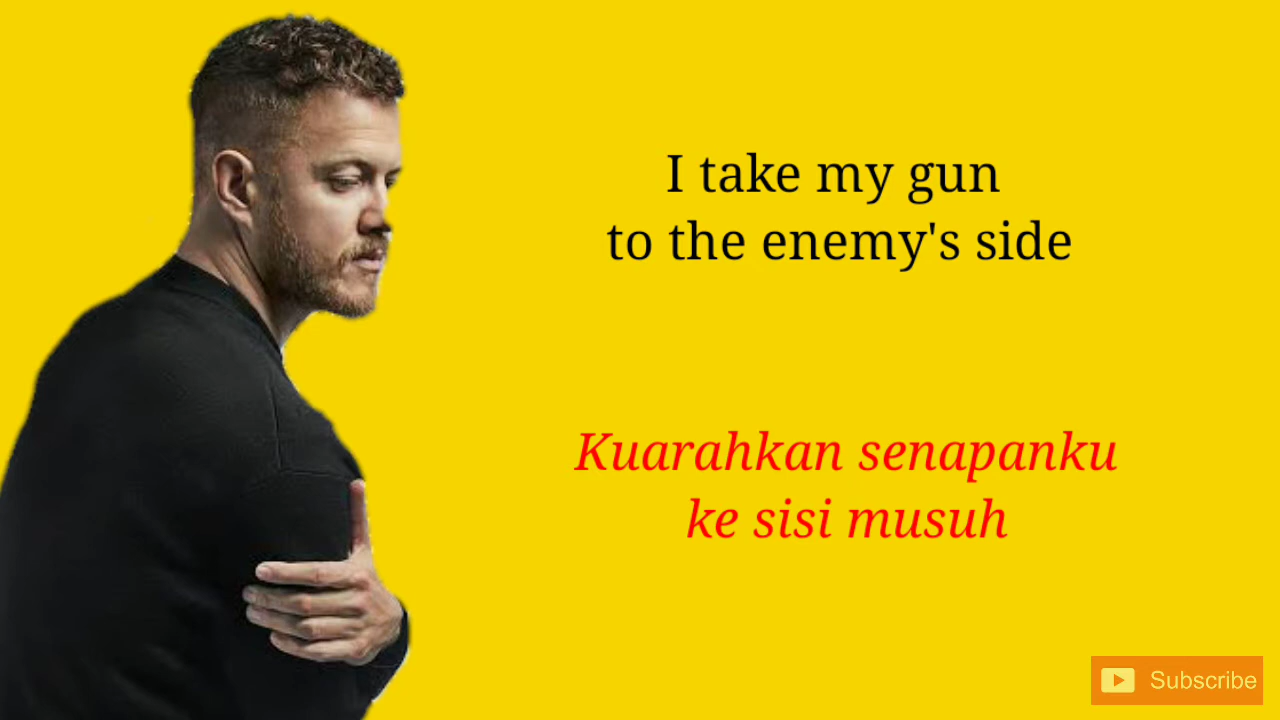 I take my gun
to the enemy's side
Kuarahkan senapanku
ke sisi musuh
Subscribe